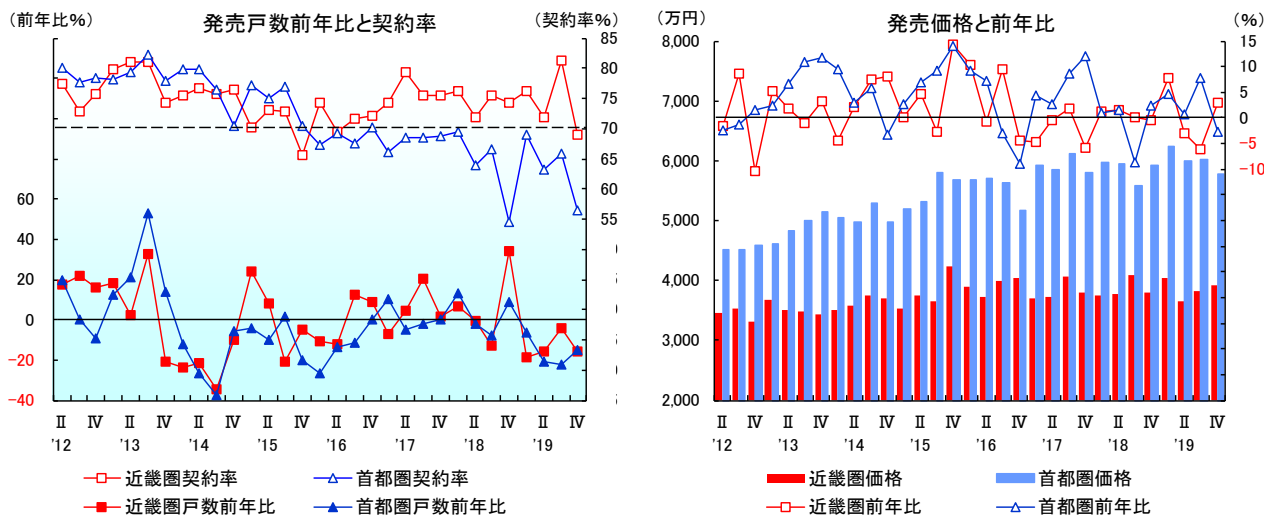 (前年比%)
発売戸数前年比と契約率
(契約率%)
85
80
75
70
65
60
55
60
40
20
0
-20
-40
Ⅱ Ⅳ Ⅱ Ⅳ Ⅱ Ⅳ Ⅱ Ⅳ Ⅱ Ⅳ Ⅱ Ⅳ Ⅱ Ⅳ Ⅱ Ⅳ
'12 '13 '14 '15 '16 '17 '18 '19
近畿圏契約率
首都圏契約率
近畿圏戸数前年比
首都圏戸数前年比
(万円)
発売価格と前年比
(%)
8,000
7,000
6,000
5,000
4,000
3,000
2,000
15
10
5
0
-5
-10
Ⅱ Ⅳ Ⅱ Ⅳ Ⅱ Ⅳ Ⅱ Ⅳ Ⅱ Ⅳ Ⅱ Ⅳ Ⅱ Ⅳ Ⅱ Ⅳ
'12 '13 '14 '15 '16 '17 '18 '19
近畿圏価格
首都圏価格
近畿圏前年比
首都圏前年比